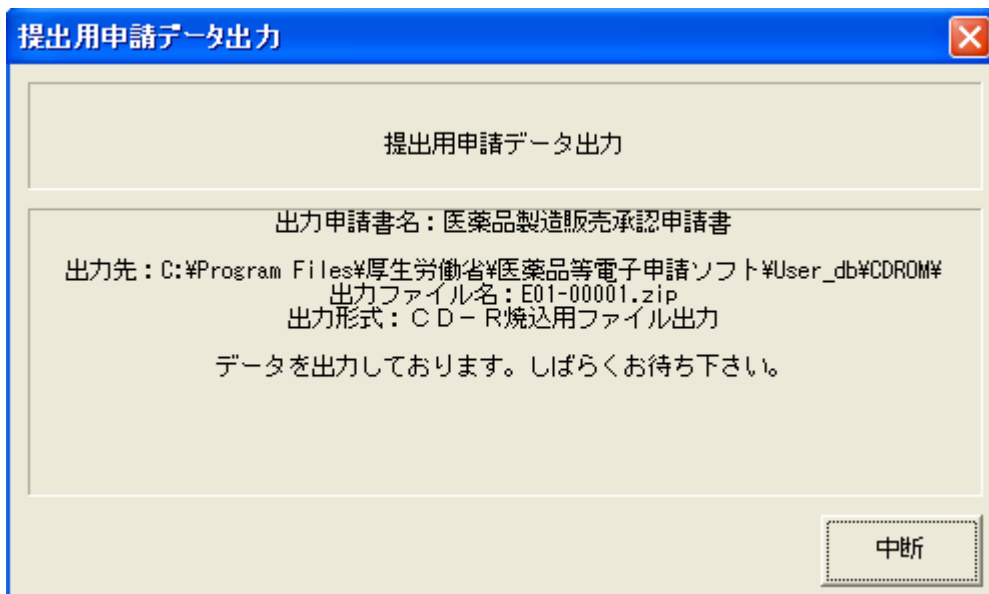 提出用申請データ出力
提出用申請データ出力
出力申請書名：医薬品製造販売承認申請書
出力先：C:¥Program Files¥厚生労働省¥医薬品等電子申請ソフト¥User_db¥CDROM¥
出力ファイル名：E01-00001.zip
出力形式：ＣＤ－Ｒ焼込用ファイル出力
データを出力しております。しばらくお待ち下さい。
中断